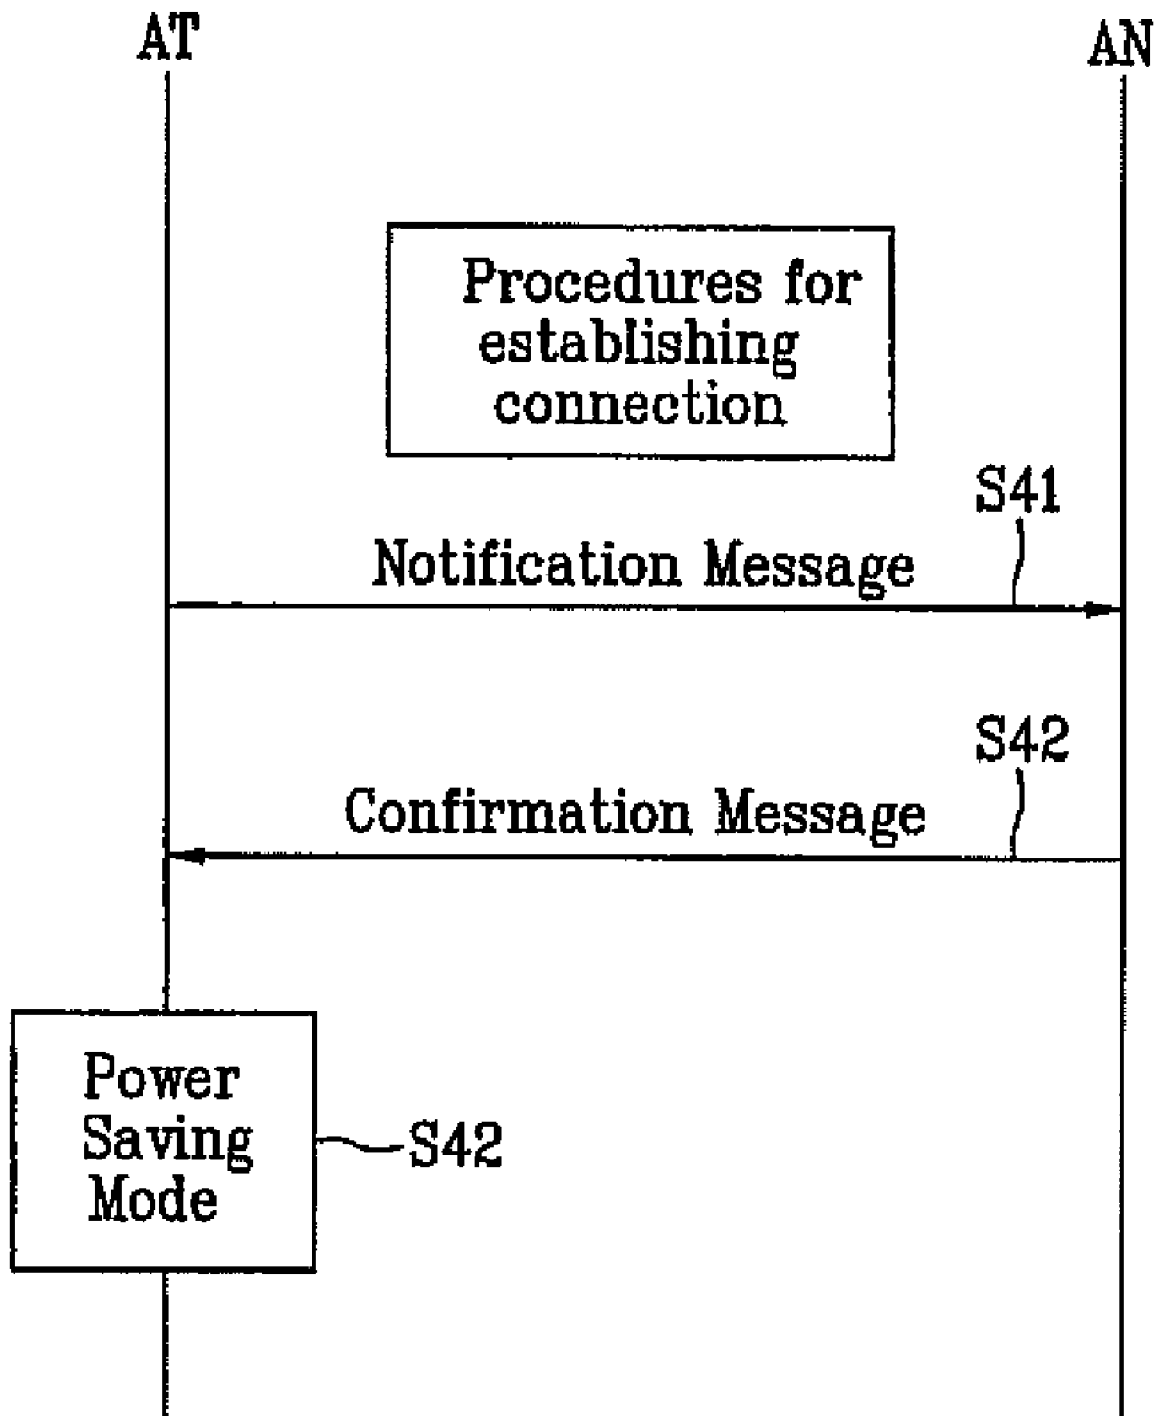 AT
AN
Procedures for
establishing
connection
S41
Notification Message
S42
Confirmation Message
Power
Saving
Mode
S42